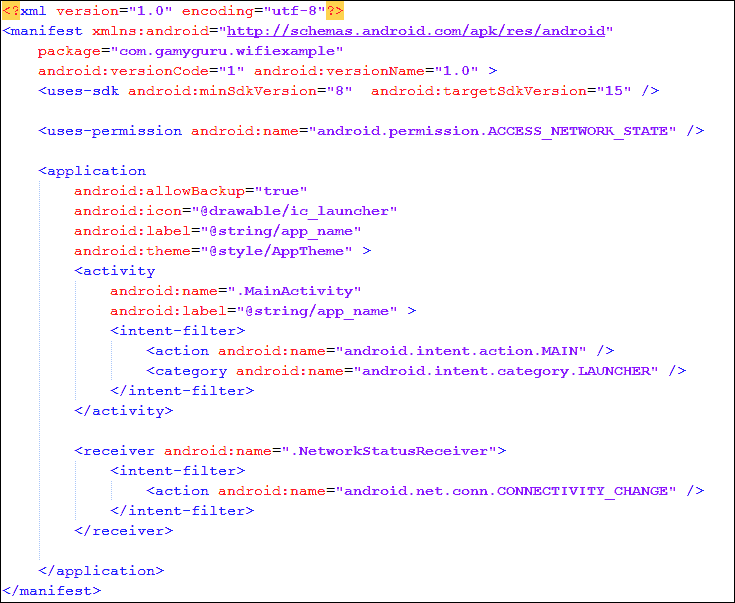 <?xml version="1.0" encoding="utf-8"?>
<manifest xmlns:android="http://schemas.android.com/apk/res/android"
    package="com.gamyguru.wifiexample"
    android:versionCode="1" android:versionName="1.0" >
    <uses-sdk android:minSdkVersion="8"  android:targetSdkVersion="15" />

    <uses-permission android:name="android.permission.ACCESS_NETWORK_STATE" />

    <application
        android:allowBackup="true"
        android:icon="@drawable/ic_launcher"
        android:label="@string/app_name"
        android:theme="@style/AppTheme" >
        <activity
            android:name=".MainActivity"
            android:label="@string/app_name" >
            <intent-filter>
                <action android:name="android.intent.action.MAIN" />
                <category android:name="android.intent.category.LAUNCHER" />
            </intent-filter>
        </activity>

        <receiver android:name=".NetworkStatusReceiver">
            <intent-filter>
                <action android:name="android.net.conn.CONNECTIVITY_CHANGE" />
            </intent-filter>
        </receiver>

    </application>
</manifest>